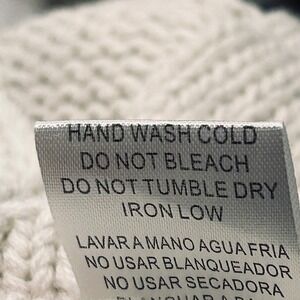 HAND WASH COLD
DO NOT BLEACH
DO NOT TUMBLE DRY
IRON LOW
LAVAR A MANO AGUA FRIA
NO USAR BLANQUEADOR
NO USAR SECADORA